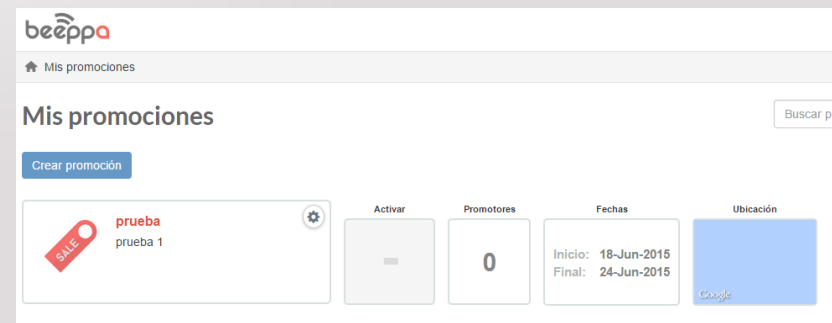 beeppa
Mis promociones
Mis promociones
Buscar p
Crear promoción
SALE
prueba
prueba 1
Activar
Promotores
0
Fechas
Inicio: 18-Jun-2015
Final: 24-Jun-2015
Ubicación
Google